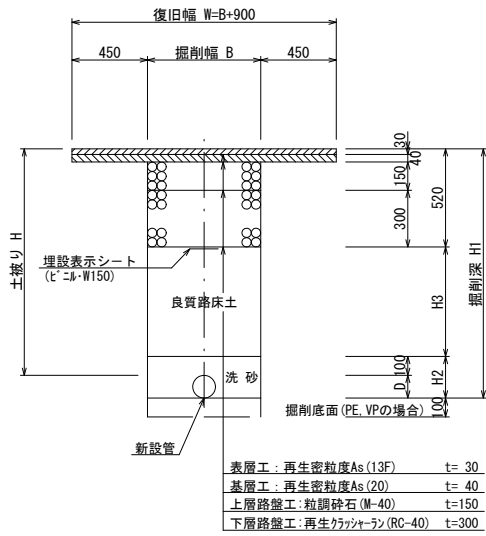 復旧幅 W=B+900
450
掘削幅 B
450
30
40
150
300
520
土被り H
掘削深 H1
埋設表示シート
(ﾋﾞﾆﾙ・W150)
良質路床土
H3
100
洗 砂
D
H2
100
掘削底面(PE,VPの場合)
新設管
表層工：再生密粒度As(13F) t= 30
基層工：再生密粒度As(20) t= 40
上層路盤工：粒調砕石(M-40) t=150
下層路盤工：再生ｸﾗｯｼｬｰﾗﾝ(RC-40) t=300